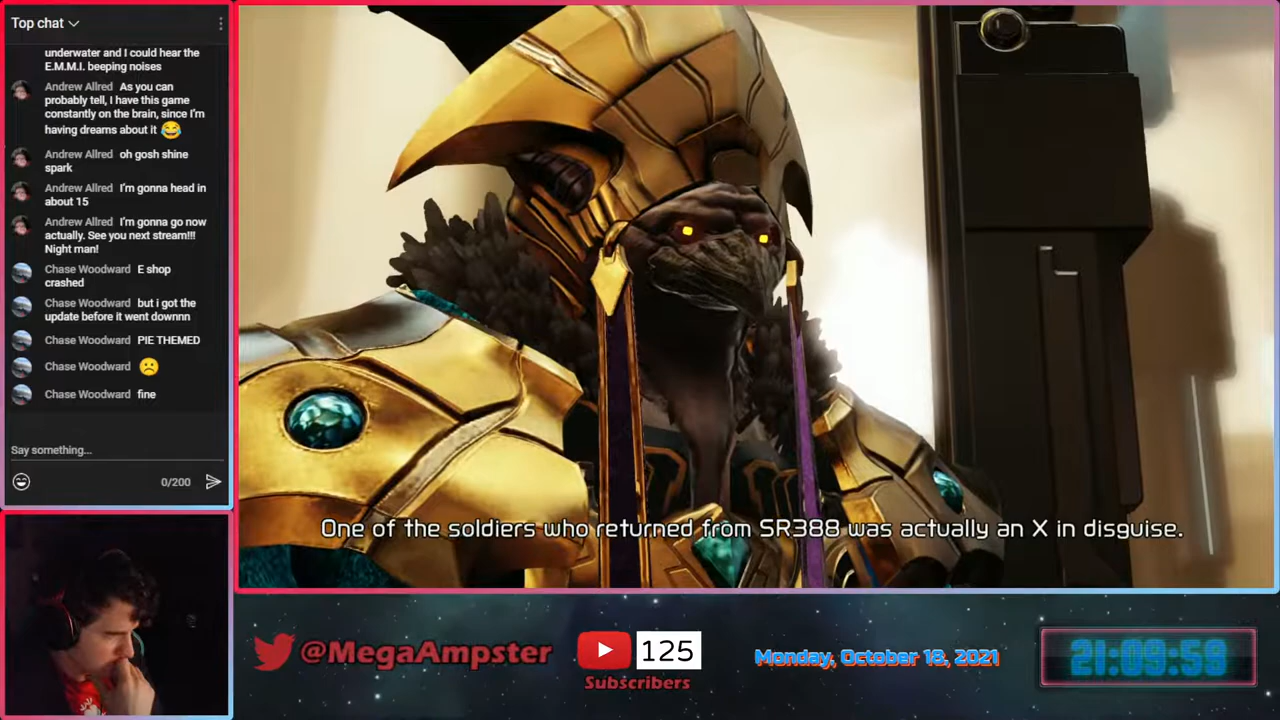 Top chat
underwater and I could hear the
E.M.M.I. beeping noises
Andrew Allred As you can
probably tell, I have this game
constantly on the brain, since I'm
having dreams about it 😂
Andrew Allred oh gosh shine
spark
Andrew Allred I'm gonna head in
about 15
Andrew Allred I'm gonna go now
actually. See you next stream!!!
Night man!
Chase Woodward E shop
crashed
Chase Woodward but i got the
update before it went downnn
Chase Woodward PIE THEMED
Chase Woodward ☹️
Chase Woodward fine
Say something...
0/200
One of the soldiers who returned from SR388 was actually an X in disguise.
@MegaAmpster
125
Subscribers
Monday, October 18, 2021
21:09:59